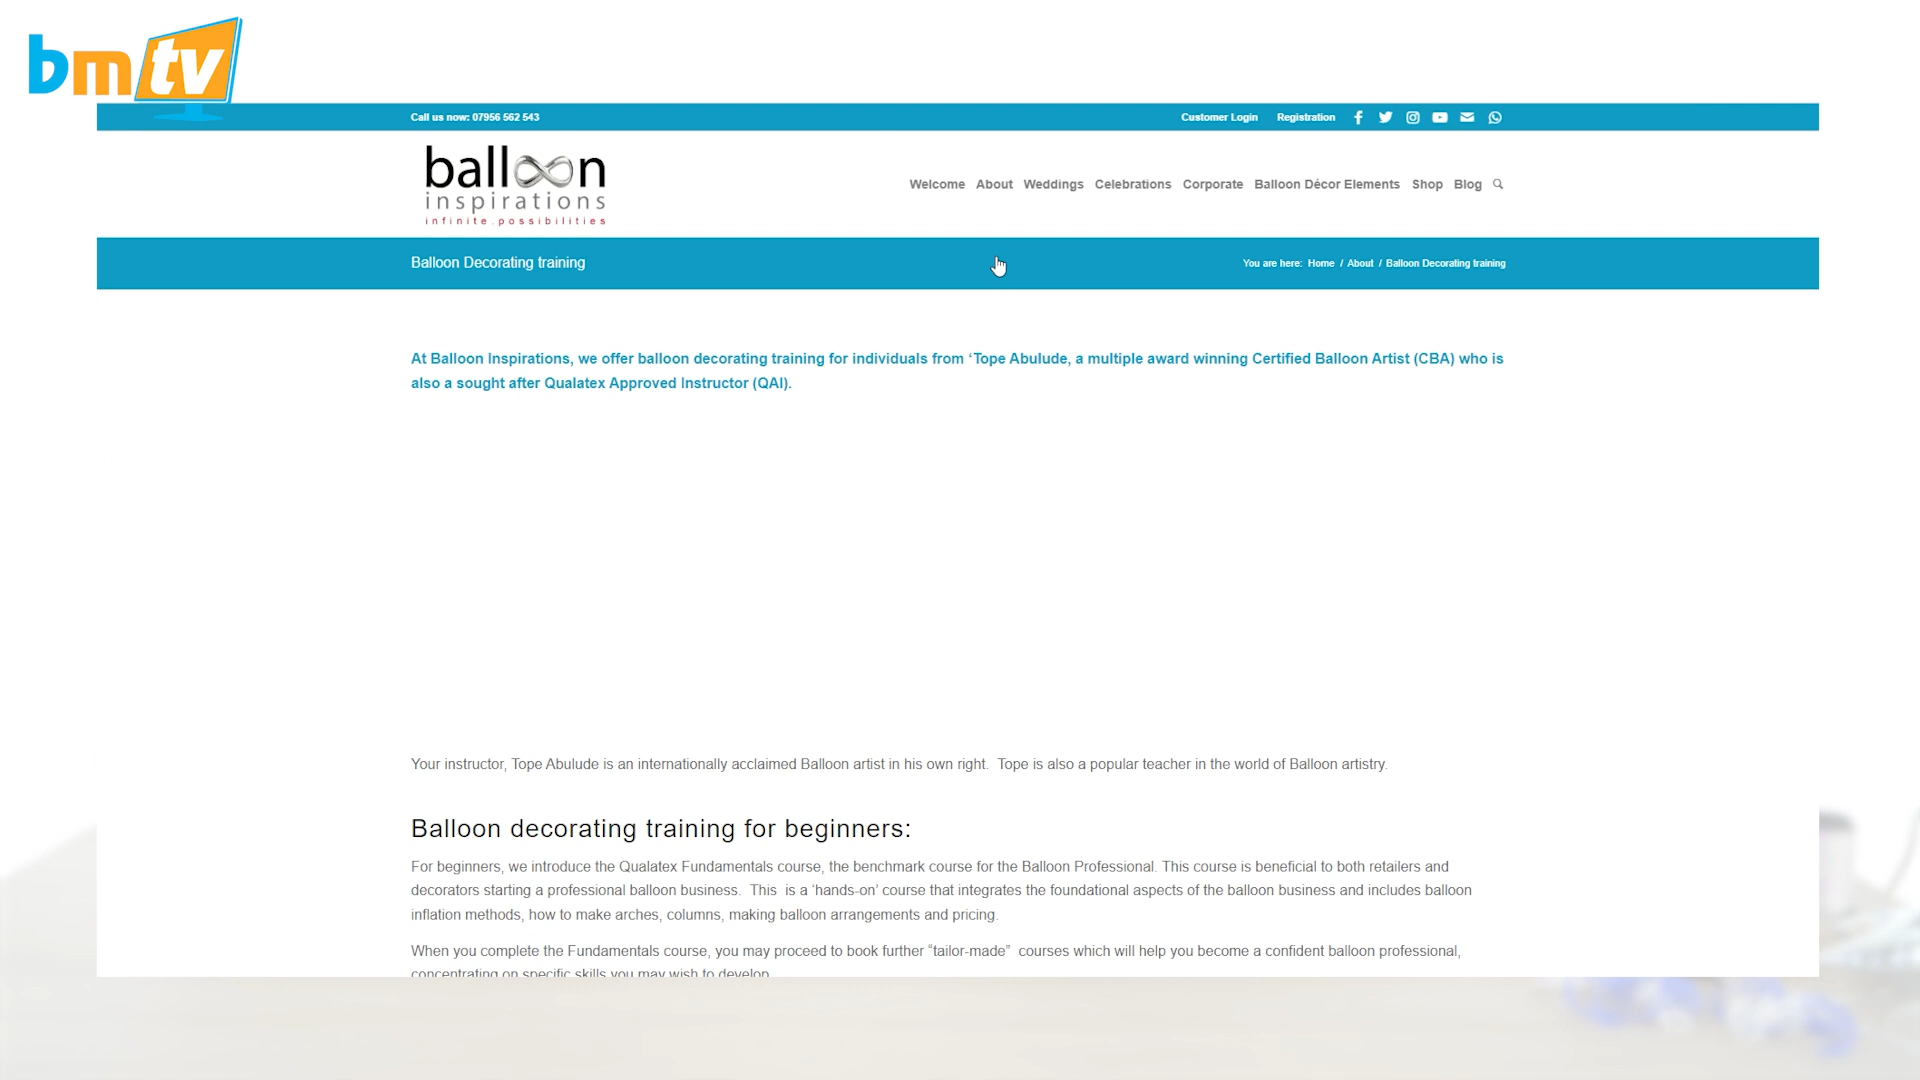 bmtv
Call us now: 07956 562 543
Customer Login Registration
balloon
inspirations
infinite.possibilities
Welcome About Weddings Celebrations Corporate Balloon Décor Elements Shop Blog
Balloon Decorating training
You are here: Home / About / Balloon Decorating training
At Balloon Inspirations, we offer balloon decorating training for individuals from ‘Tope Abulude, a multiple award winning Certified Balloon Artist (CBA) who is
also a sought after Qualatex Approved Instructor (QAI).
Your instructor, Tope Abulude is an internationally acclaimed Balloon artist in his own right. Tope is also a popular teacher in the world of Balloon artistry.
Balloon decorating training for beginners:
For beginners, we introduce the Qualatex Fundamentals course, the benchmark course for the Balloon Professional. This course is beneficial to both retailers and
decorators starting a professional balloon business. This is a ‘hands-on’ course that integrates the foundational aspects of the balloon business and includes balloon
inflation methods, how to make arches, columns, making balloon arrangements and pricing.
When you complete the Fundamentals course, you may proceed to book further “tailor-made” courses which will help you become a confident balloon professional,
concentrating on specific skills you may wish to develop